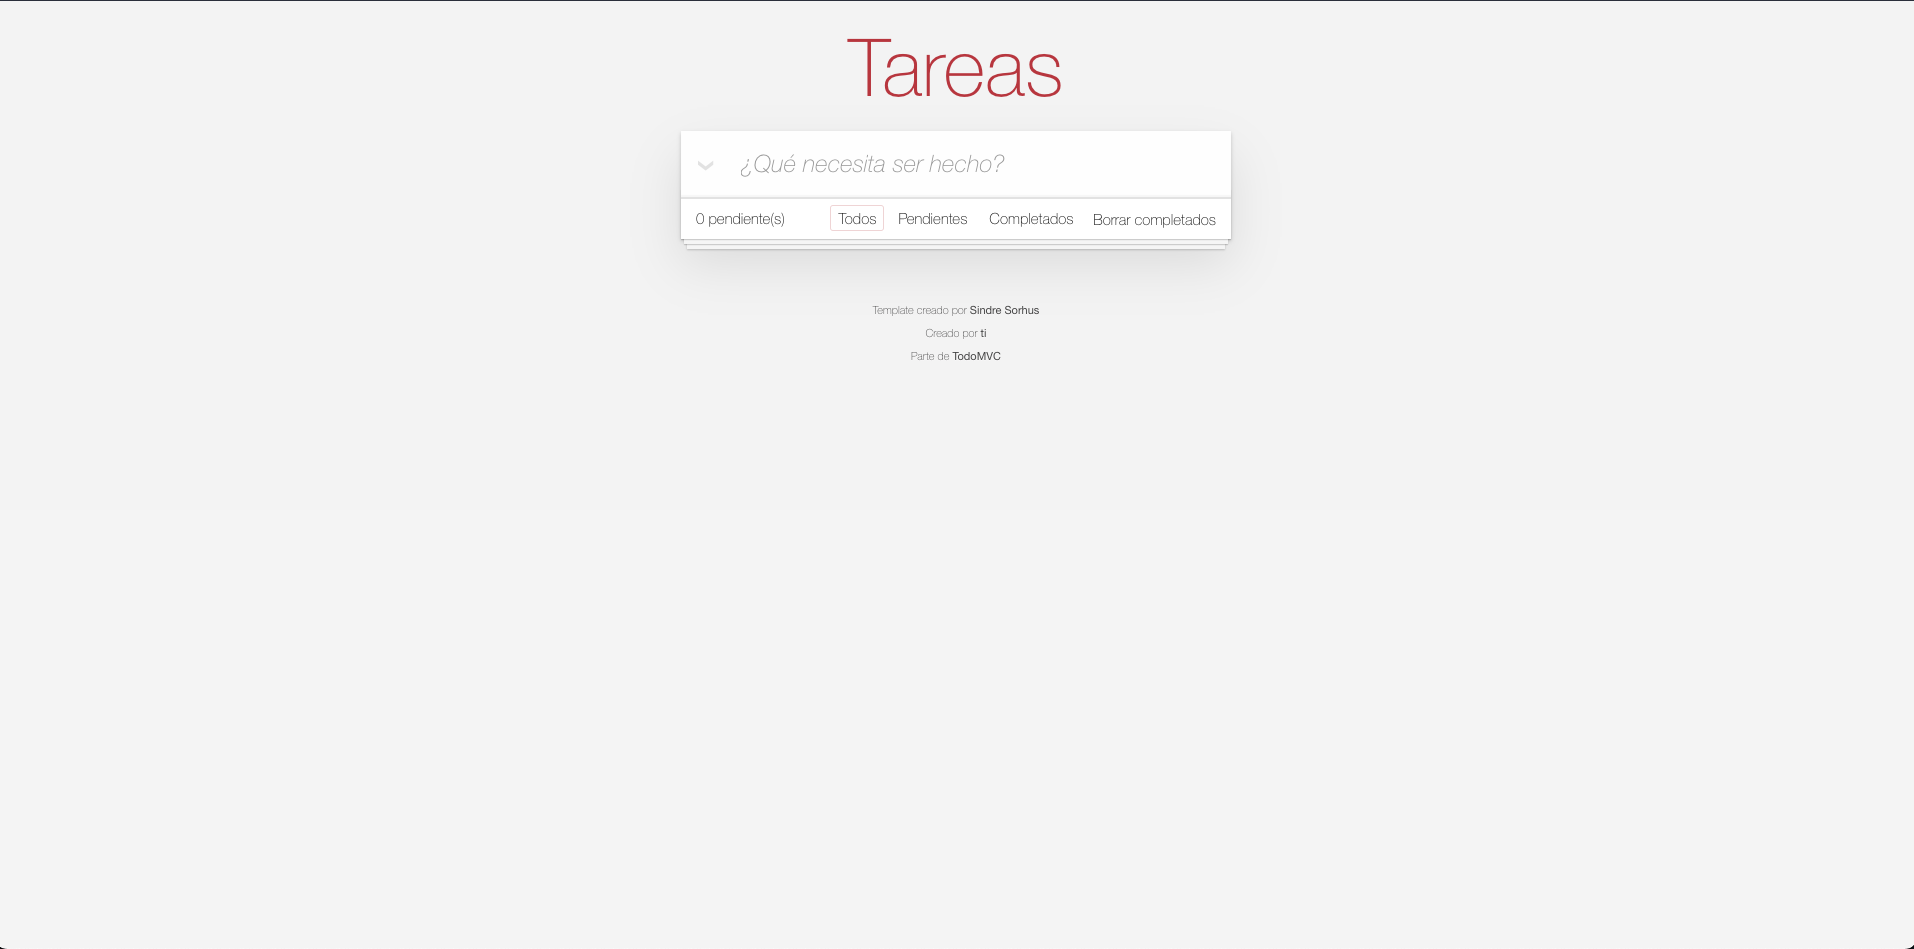 Tareas
¿Qué necesita ser hecho?
0 pendiente(s) Todos Pendientes Completados Borrar completados
Template creado por Sindre Sorhus
Creado por ti
Parte de TodoMVC